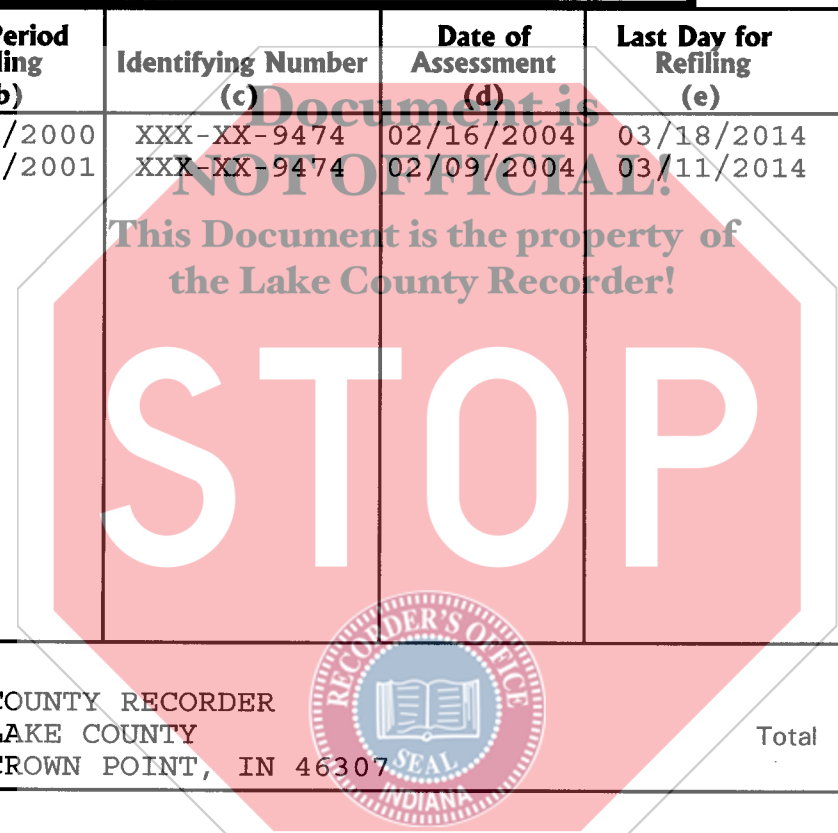 Period Date of Last Day for
ling Identifying Number Assessment Refiling
b) (c) (d) (e)
/2000 XXX-XX-9474 02/16/2004 03/18/2014
/2001 XXX-XX-9474 02/09/2004 03/11/2014
Document is
NOT OFFICIAL!
This Document is the property of
the Lake County Recorder!
STOP
RECORDER'S OFFICE
SEAL
INDIANA
COUNTY RECORDER
LAKE COUNTY
CROWN POINT, IN 46307
Total